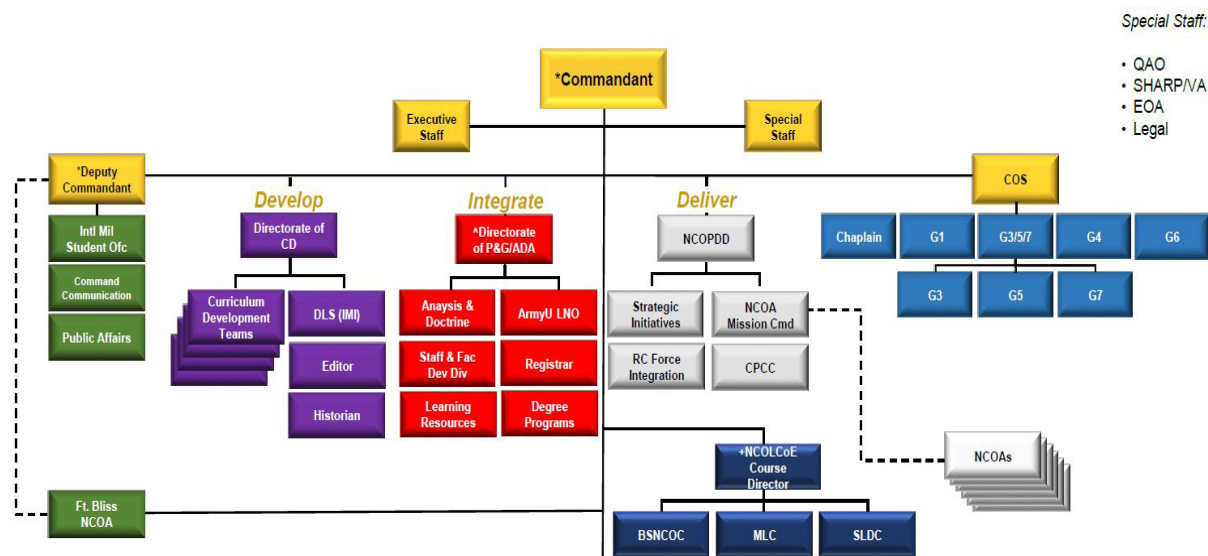 Special Staff:
• QAO
• SHARP/VA
• EOA
• Legal
*Commandant
Executive
Staff
Special
Staff
*Deputy
Commandant
COS
Develop
Integrate
Deliver
Intl Mil
Student Ofc
Command
Communication
Public Affairs
Directorate of
CD
Curriculum
Development
Teams
DLS (IMI)
Editor
Historian
^Directorate
of P&G/ADA
Anaysis &
Doctrine
ArmyU LNO
Staff & Fac
Dev Div
Registrar
Learning
Resources
Degree
Programs
NCOPDD
Strategic
Initiatives
NCOA
Mission Cmd
RC Force
Integration
CPCC
Chaplain
G1
G3/5/7
G4
G6
G3
G5
G7
+NCOLCoE
Course
Director
NCOAs
Ft. Bliss
NCOA
BSNCOC
MLC
SLDC